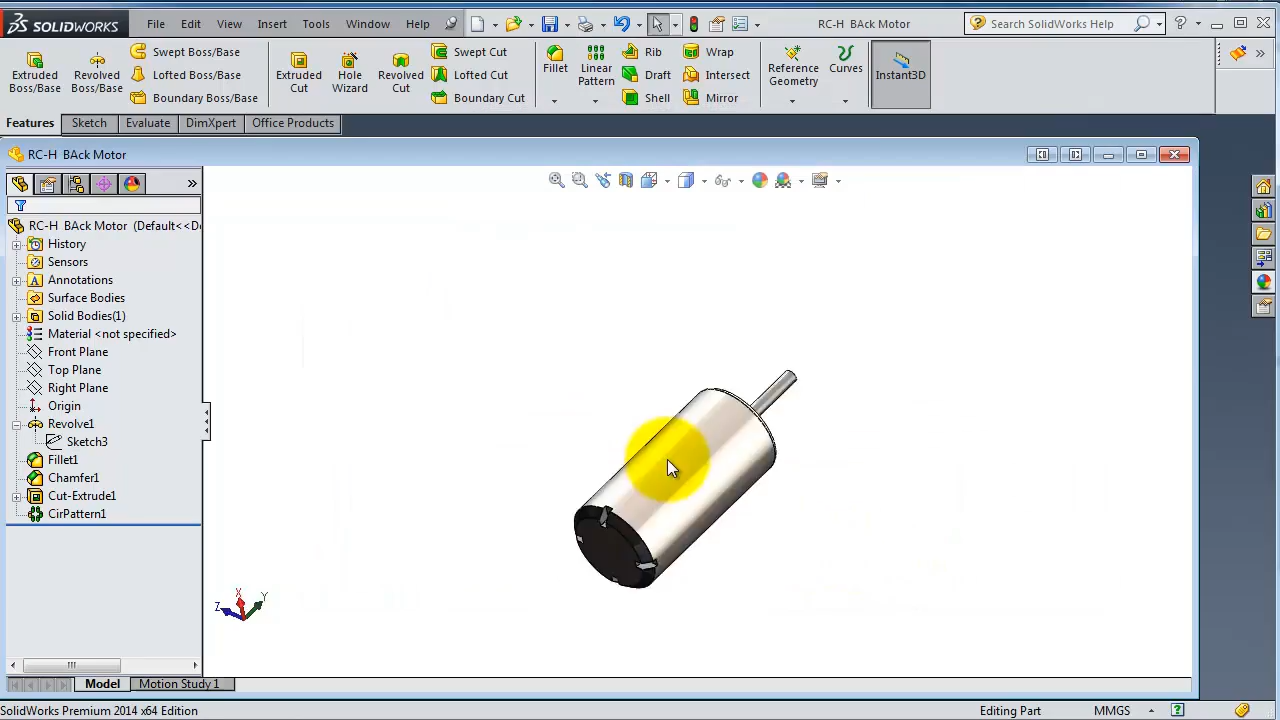 SOLIDWORKS File Edit View Insert Tools Window Help RC-H BAck Motor Search SolidWorks Help
Extruded Boss/Base
Revolved Boss/Base
Swept Boss/Base
Lofted Boss/Base
Boundary Boss/Base
Extruded Cut
Hole Wizard
Revolved Cut
Swept Cut
Lofted Cut
Boundary Cut
Fillet
Linear Pattern
Rib
Draft
Shell
Wrap
Intersect
Mirror
Reference Geometry
Curves
Instant3D
Features Sketch Evaluate DimXpert Office Products
RC-H BAck Motor
RC-H BAck Motor (Default<<D
History
Sensors
Annotations
Surface Bodies
Solid Bodies(1)
Material <not specified>
Front Plane
Top Plane
Right Plane
Origin
Revolve1
Sketch3
Fillet1
Chamfer1
Cut-Extrude1
CirPattern1
X
Y
Z
Model Motion Study 1
SolidWorks Premium 2014 x64 Edition Editing Part MMGS